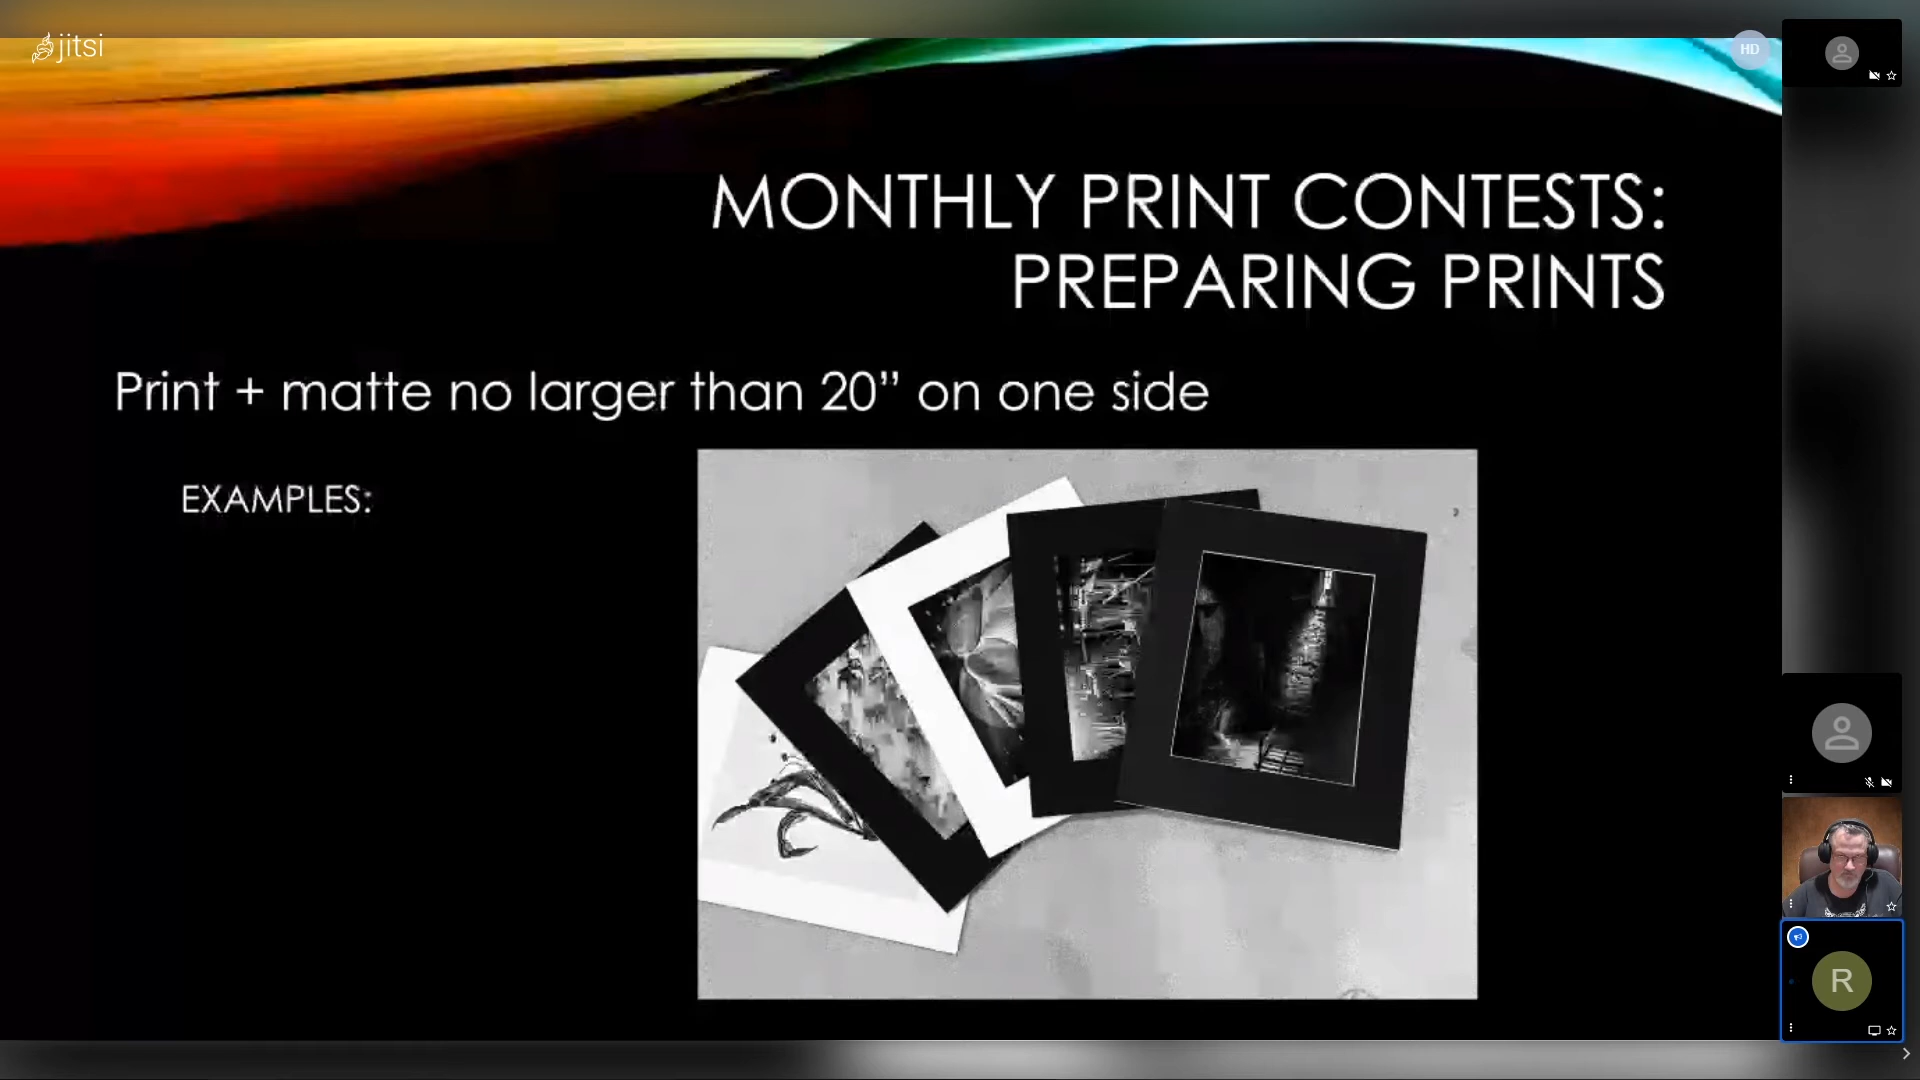 jitsi
HD
MONTHLY PRINT CONTESTS:
PREPARING PRINTS
Print + matte no larger than 20” on one side
EXAMPLES:
R